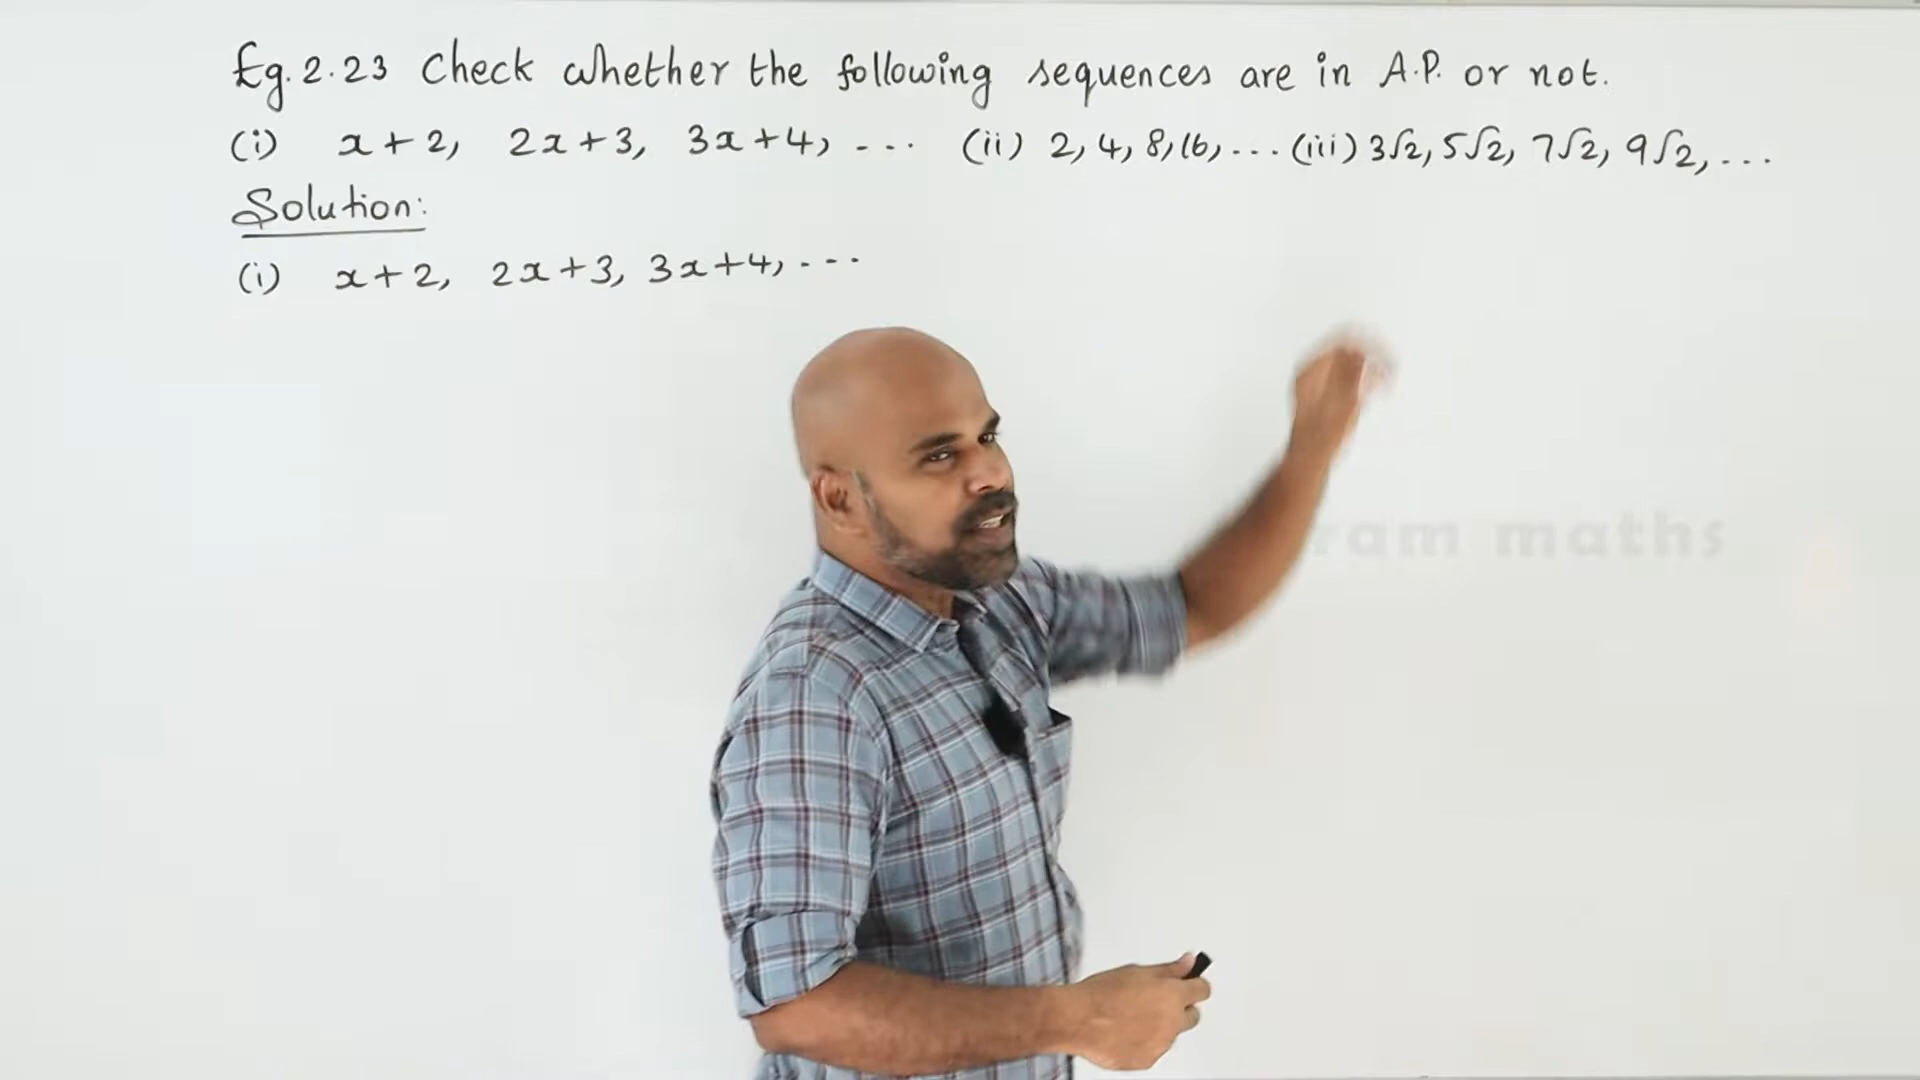 Eg. 2.23 Check whether the following sequences are in A.P. or not.
(i) x+2, 2x+3, 3x+4, ... (ii) 2, 4, 8, 16, ... (iii) 3√2, 5√2, 7√2, 9√2, ...
Solution:
(i) x+2, 2x+3, 3x+4, ...
maths